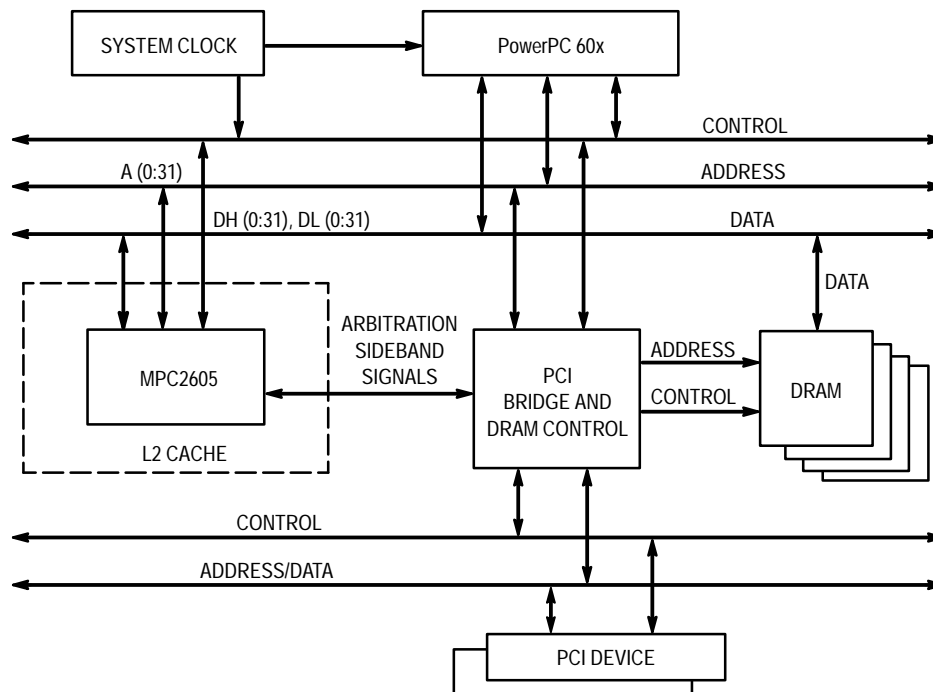 SYSTEM CLOCK
PowerPC 60x
CONTROL
A (0:31)
ADDRESS
DH (0:31), DL (0:31)
DATA
DATA
ARBITRATION
SIDEBAND
SIGNALS
MPC2605
L2 CACHE
PCI
BRIDGE AND
DRAM CONTROL
ADDRESS
CONTROL
DRAM
CONTROL
ADDRESS/DATA
PCI DEVICE